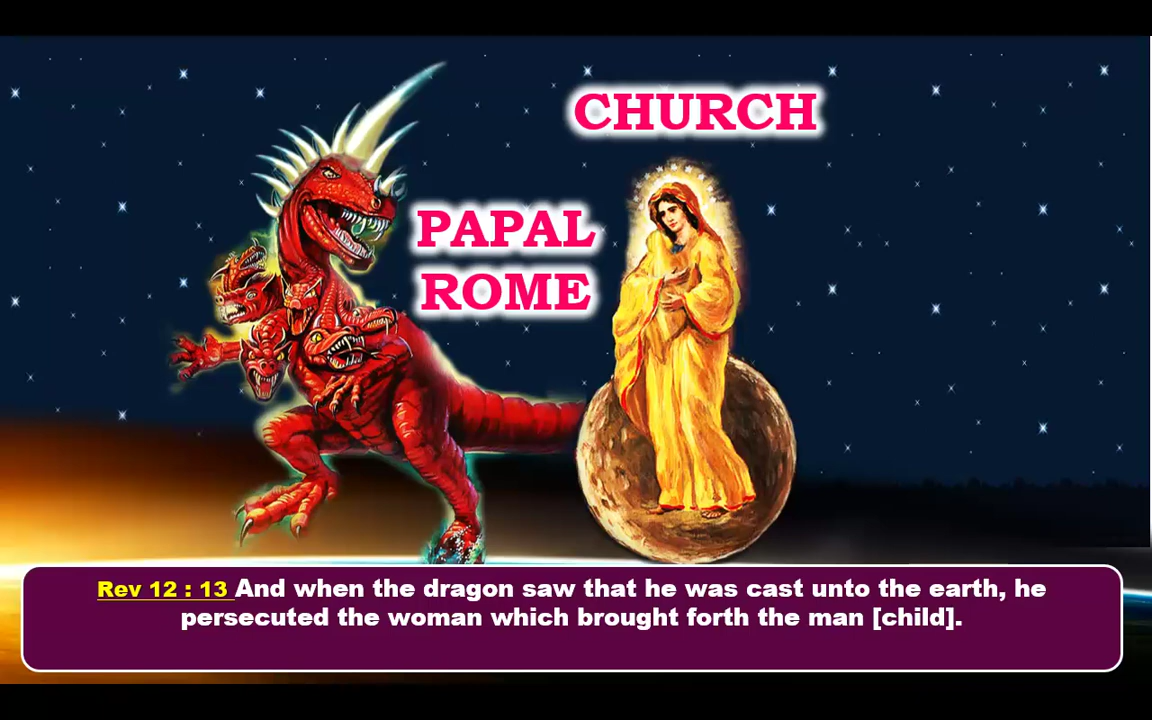 CHURCH
PAPAL
ROME
Rev 12 : 13 And when the dragon saw that he was cast unto the earth, he
persecuted the woman which brought forth the man [child].